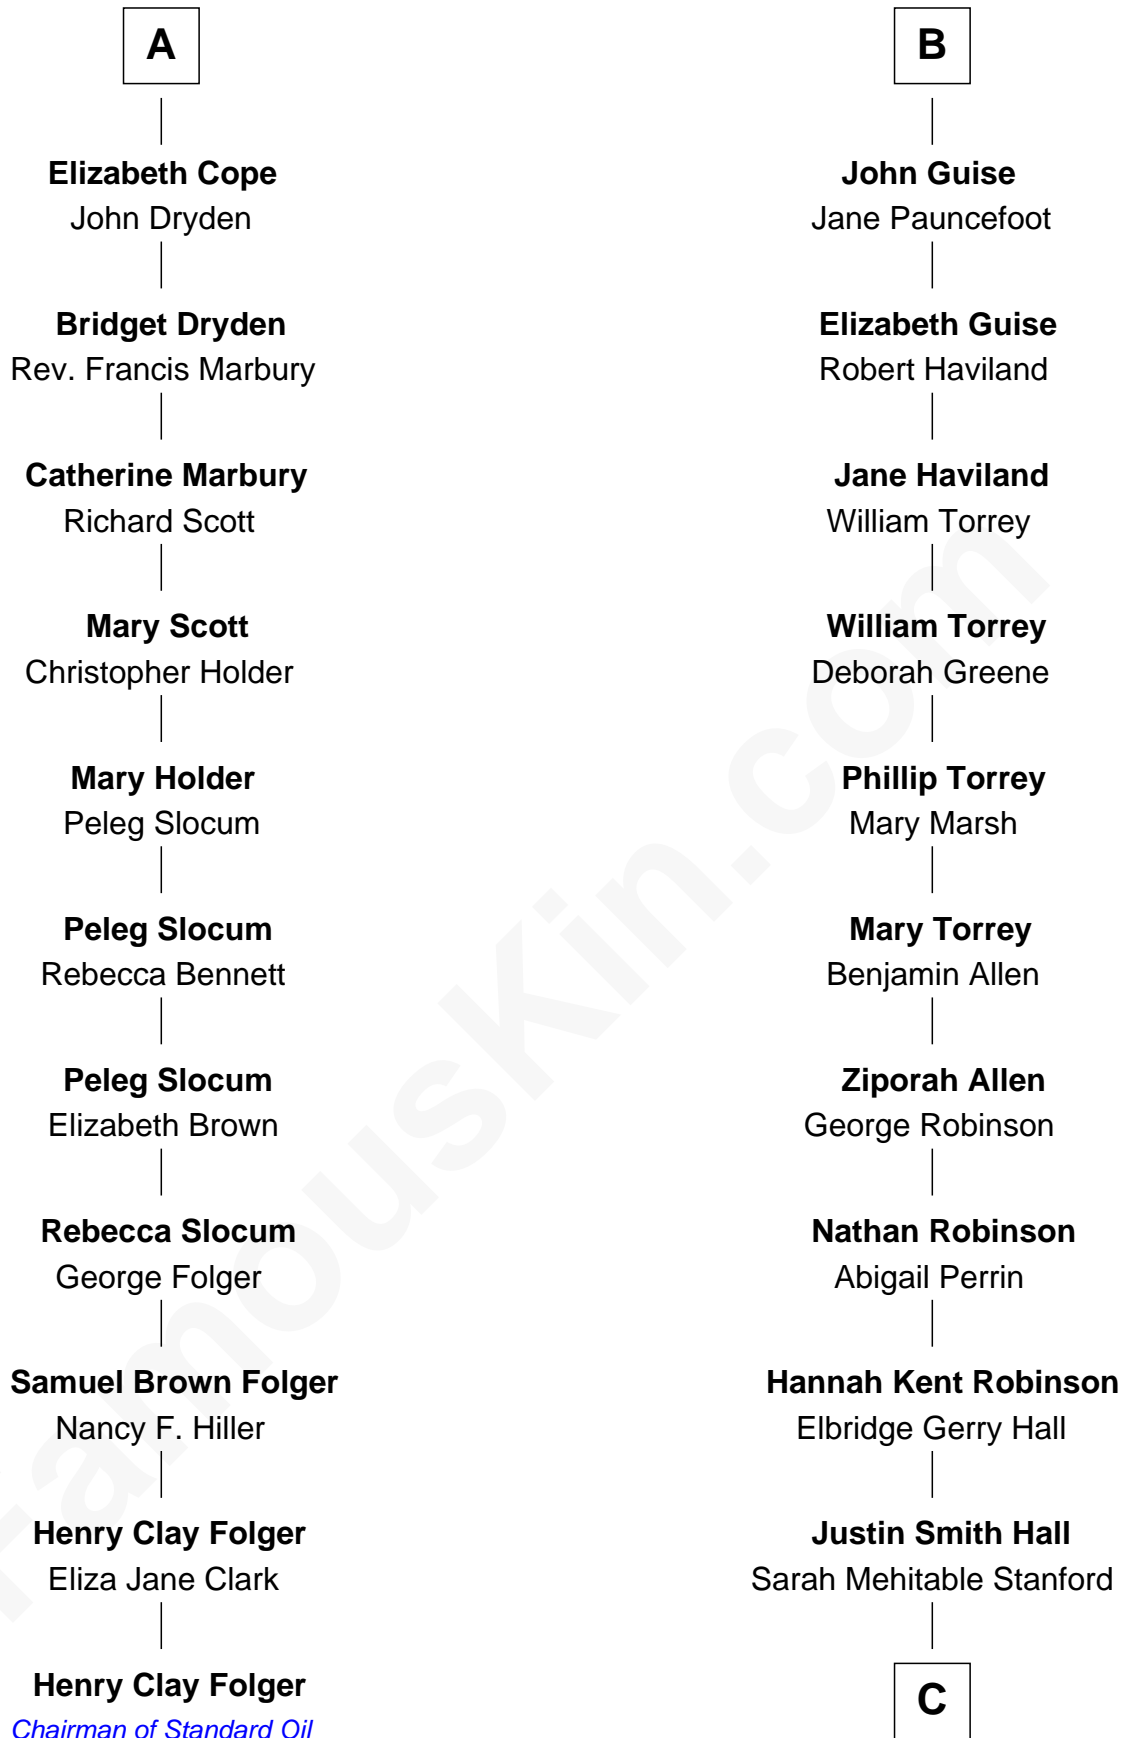 A
Elizabeth Cope
John Dryden
Bridget Dryden
Rev. Francis Marbury
Catherine Marbury
Richard Scott
Mary Scott
Christopher Holder
Mary Holder
Peleg Slocum
Peleg Slocum
Rebecca Bennett
Peleg Slocum
Elizabeth Brown
Rebecca Slocum
George Folger
Samuel Brown Folger
Nancy F. Hiller
Henry Clay Folger
Eliza Jane Clark
Henry Clay Folger
Chairman of Standard Oil
B
John Guise
Jane Pauncefoot
Elizabeth Guise
Robert Haviland
Jane Haviland
William Torrey
William Torrey
Deborah Greene
Phillip Torrey
Mary Marsh
Mary Torrey
Benjamin Allen
Ziporah Allen
George Robinson
Nathan Robinson
Abigail Perrin
Hannah Kent Robinson
Elbridge Gerry Hall
Justin Smith Hall
Sarah Mehitable Stanford
C
FamousKin.com